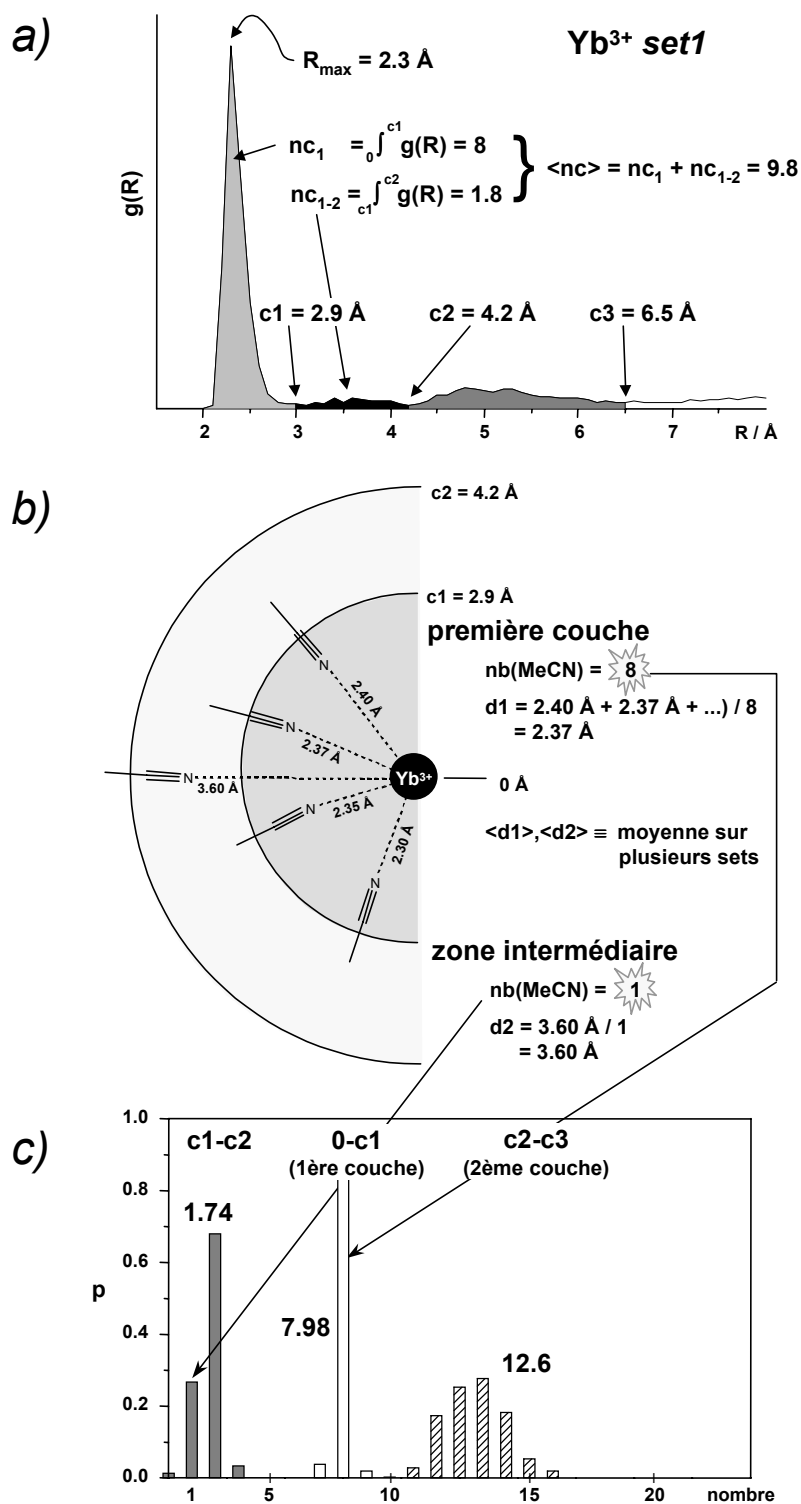 a)
Yb³⁺ set1
Rmax = 2.3 Å
nc₁ = ₀∫ᶜ¹ g(R) = 8
nc₁₋₂ = c1∫ᶜ² g(R) = 1.8
} <nc> = nc₁ + nc₁₋₂ = 9.8
g(R)
c1 = 2.9 Å
c2 = 4.2 Å
c3 = 6.5 Å
2 3 4 5 6 7 R / Å
b)
c2 = 4.2 Å
c1 = 2.9 Å
première couche
nb(MeCN) = 8
d1 = 2.40 Å + 2.37 Å + ...) / 8
= 2.37 Å
N
2.40 Å
N
2.37 Å
N
3.60 Å
Yb³⁺
0 Å
N
2.35 Å
N
2.30 Å
<d1>,<d2> ≡ moyenne sur
plusieurs sets
zone intermédiaire
nb(MeCN) = 1
d2 = 3.60 Å / 1
= 3.60 Å
c)
1.0
0.8
0.6
0.4
0.2
0.0
p
c1-c2
0-c1
(1ère couche)
c2-c3
(2ème couche)
1.74
7.98
12.6
1 5 10 15 20 nombre